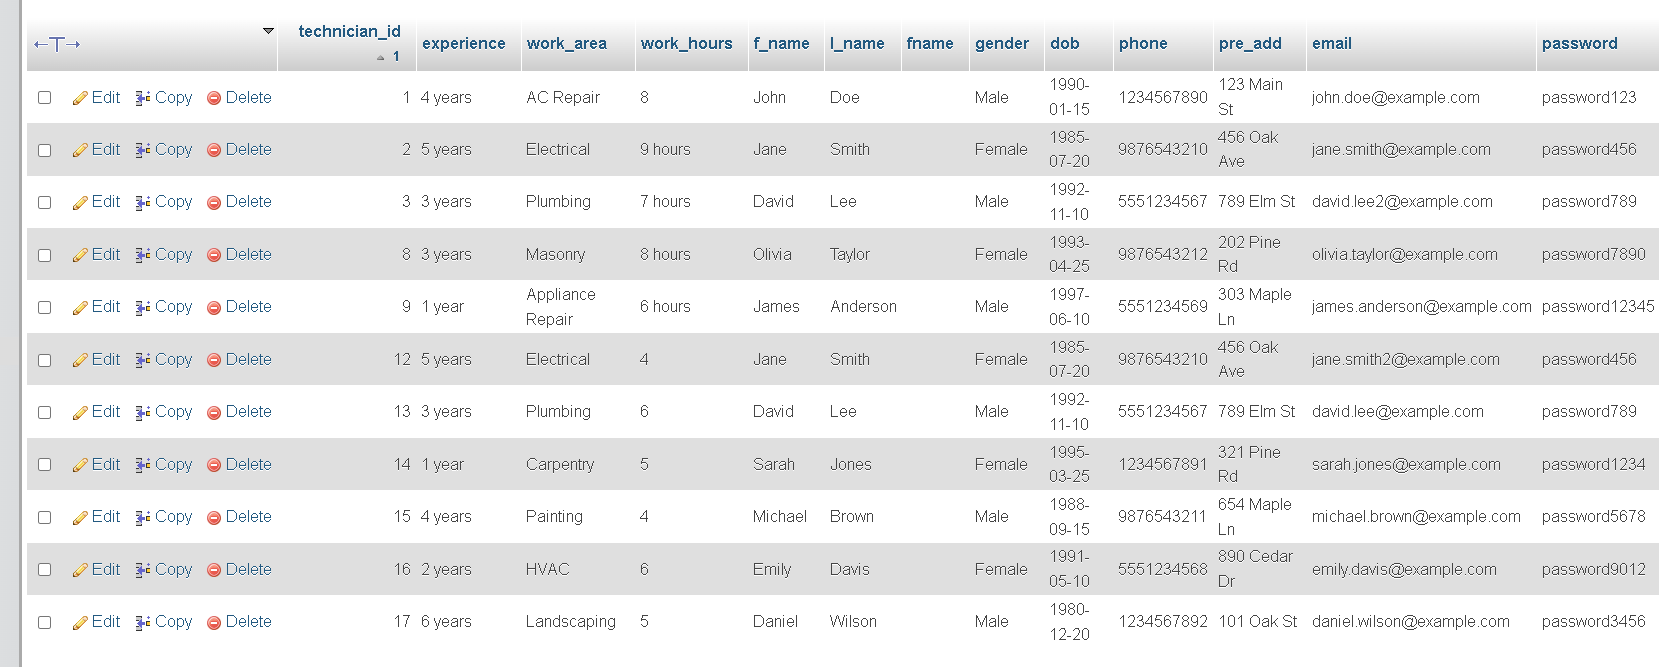 ←T→ technician_id 1 experience work_area work_hours f_name l_name fname gender dob phone pre_add email password
Edit Copy Delete 1 4 years AC Repair 8 John Doe Male 1990-01-15 1234567890 123 Main St john.doe@example.com password123
Edit Copy Delete 2 5 years Electrical 9 hours Jane Smith Female 1985-07-20 9876543210 456 Oak Ave jane.smith@example.com password456
Edit Copy Delete 3 3 years Plumbing 7 hours David Lee Male 1992-11-10 5551234567 789 Elm St david.lee2@example.com password789
Edit Copy Delete 8 3 years Masonry 8 hours Olivia Taylor Female 1993-04-25 9876543212 202 Pine Rd olivia.taylor@example.com password7890
Edit Copy Delete 9 1 year Appliance Repair 6 hours James Anderson Male 1997-06-10 5551234569 303 Maple Ln james.anderson@example.com password12345
Edit Copy Delete 12 5 years Electrical 4 Jane Smith Female 1985-07-20 9876543210 456 Oak Ave jane.smith2@example.com password456
Edit Copy Delete 13 3 years Plumbing 6 David Lee Male 1992-11-10 5551234567 789 Elm St david.lee@example.com password789
Edit Copy Delete 14 1 year Carpentry 5 Sarah Jones Female 1995-03-25 1234567891 321 Pine Rd sarah.jones@example.com password1234
Edit Copy Delete 15 4 years Painting 4 Michael Brown Male 1988-09-15 9876543211 654 Maple Ln michael.brown@example.com password5678
Edit Copy Delete 16 2 years HVAC 6 Emily Davis Female 1991-05-10 5551234568 890 Cedar Dr emily.davis@example.com password9012
Edit Copy Delete 17 6 years Landscaping 5 Daniel Wilson Male 1980-12-20 1234567892 101 Oak St daniel.wilson@example.com password3456